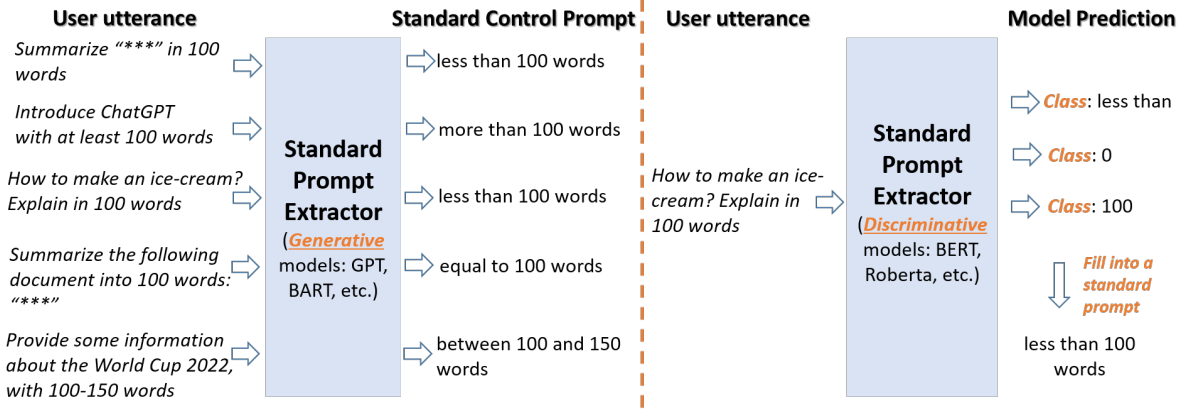 User utterance
Standard Control Prompt
Summarize “***” in 100
words
less than 100 words
Introduce ChatGPT
with at least 100 words
more than 100 words
How to make an ice-cream?
Explain in 100 words
less than 100 words
Summarize the following
document into 100 words:
“***”
equal to 100 words
Provide some information
about the World Cup 2022,
with 100-150 words
between 100 and 150
words
Standard
Prompt
Extractor
(Generative
models: GPT,
BART, etc.)
User utterance
Model Prediction
How to make an ice-
cream? Explain in
100 words
Standard
Prompt
Extractor
(Discriminative
models: BERT,
Roberta, etc.)
Class: less than
Class: 0
Class: 100
Fill into a
standard
prompt
less than 100
words